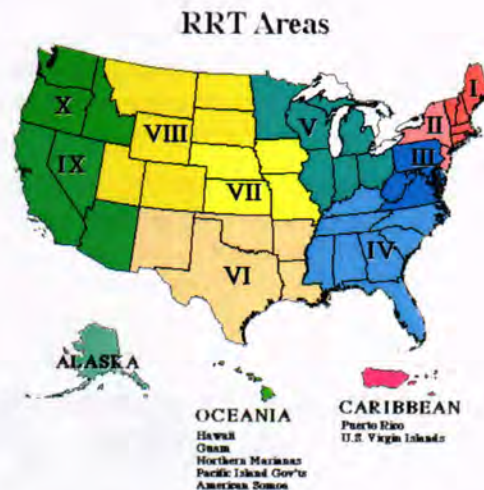 RRT Areas
I
X
II
V
VIII
III
IX
VII
IV
VI
ALASKA
OCEANIA
Hawaii
Guam
Northern Marianas
Pacific Island Gov'ts
American Somoa
CARIBBEAN
Puerto Rico
U.S. Virgin Islands